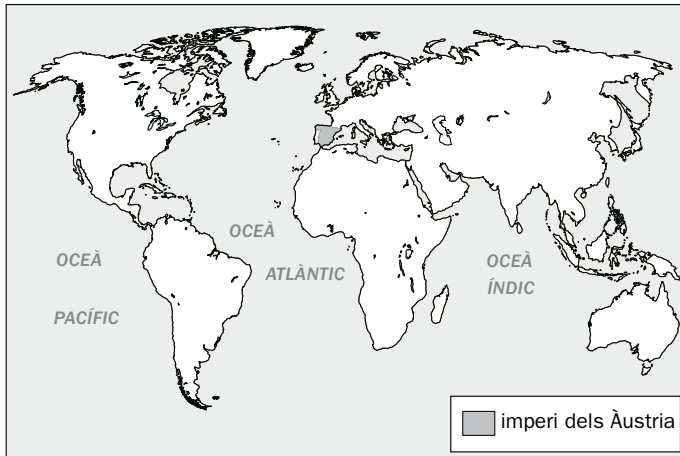 OCEÀ
PACÍFIC
OCEÀ
ATLÀNTIC
OCEÀ
ÍNDIC
imperi dels Àustria